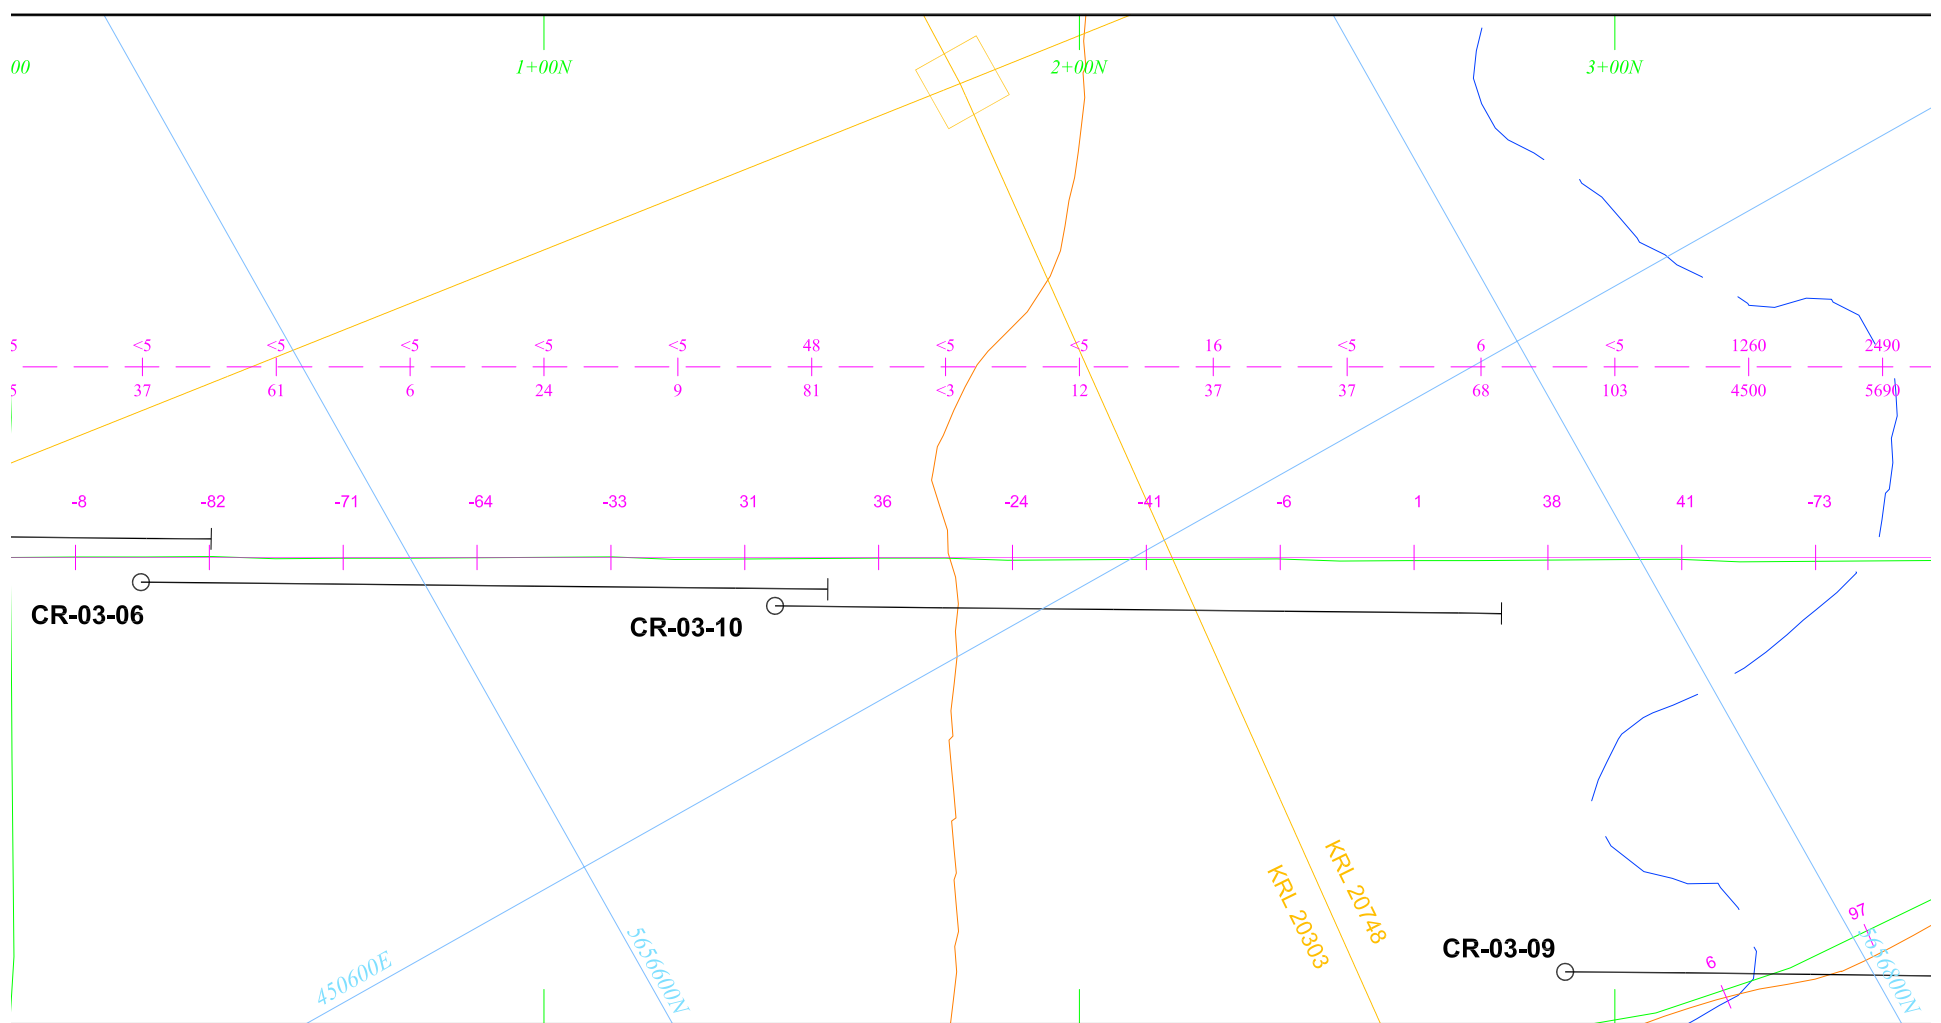 00 1+00N 2+00N 3+00N
5 <5 <5 <5 <5 <5 48 <5 <5 16 <5 6 <5 1260 2490
5 37 61 6 24 9 81 <3 12 37 37 68 103 4500 5690
-8 -82 -71 -64 -33 31 36 -24 -41 -6 1 38 41 -73
CR-03-06
CR-03-10
KRL 20748
KRL 20303
97
CR-03-09
6
450600E
5656600N
5656800N